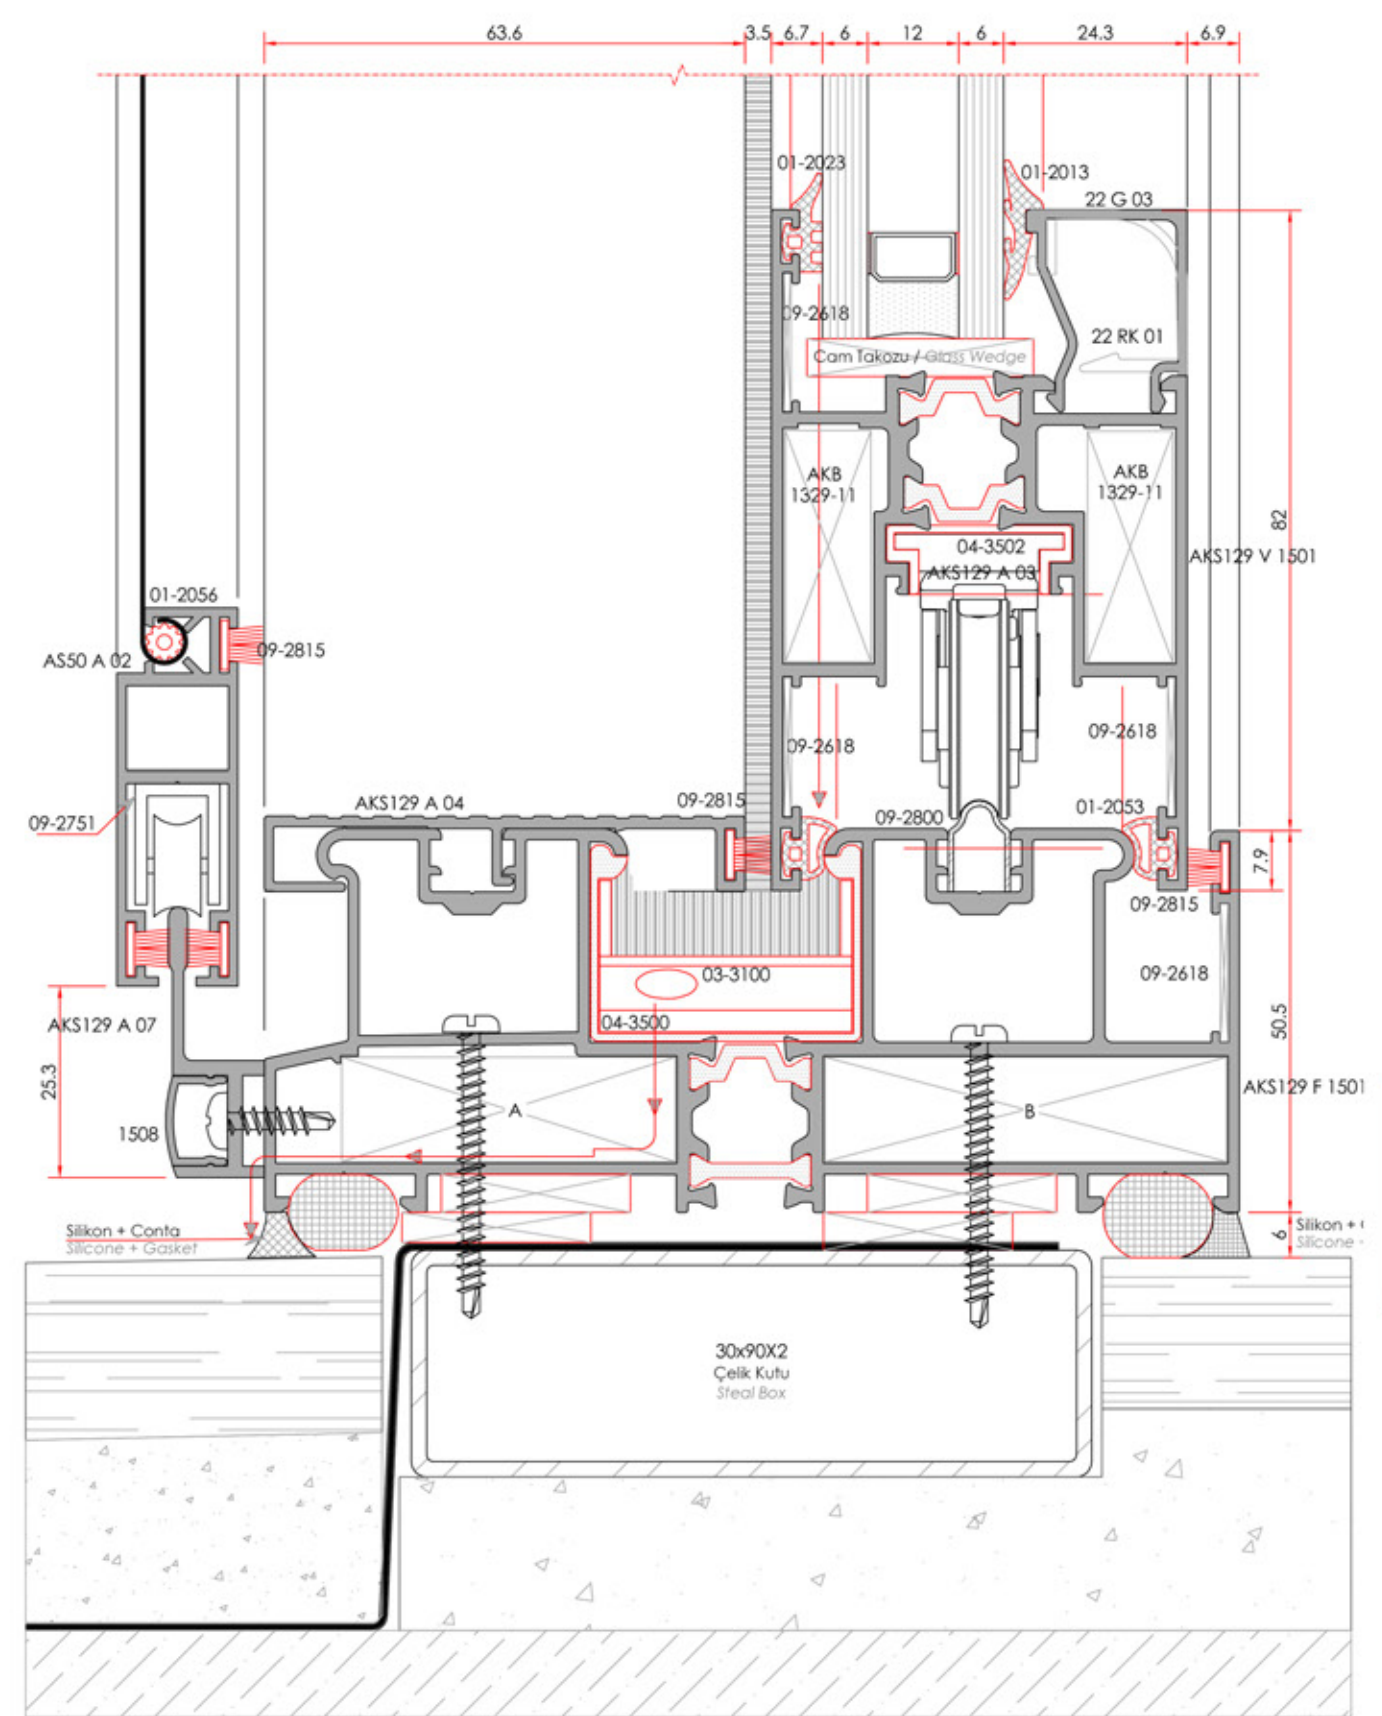 63.6
3.5
6.7
6
12
6
24.3
6.9
01-2023
01-2013
22 G 03
09-2618
22 RK 01
Cam Takozu / Glass Wedge
AKB
1329-11
AKB
1329-11
82
04-3502
AKS129 V 1501
AKS129 A 03
01-2056
09-2815
AS50 A 02
09-2618
09-2618
09-2815
AKS129 A 04
01-2053
09-2751
09-2800
7.9
09-2815
03-3100
09-2618
04-3500
AKS129 A 07
50.5
25.3
AKS129 F 1501
A
B
1508
Silikon + Conta
Silicone + Gasket
6
Silikon +
Silicone
30x90X2
Çelik Kutu
Steal Box